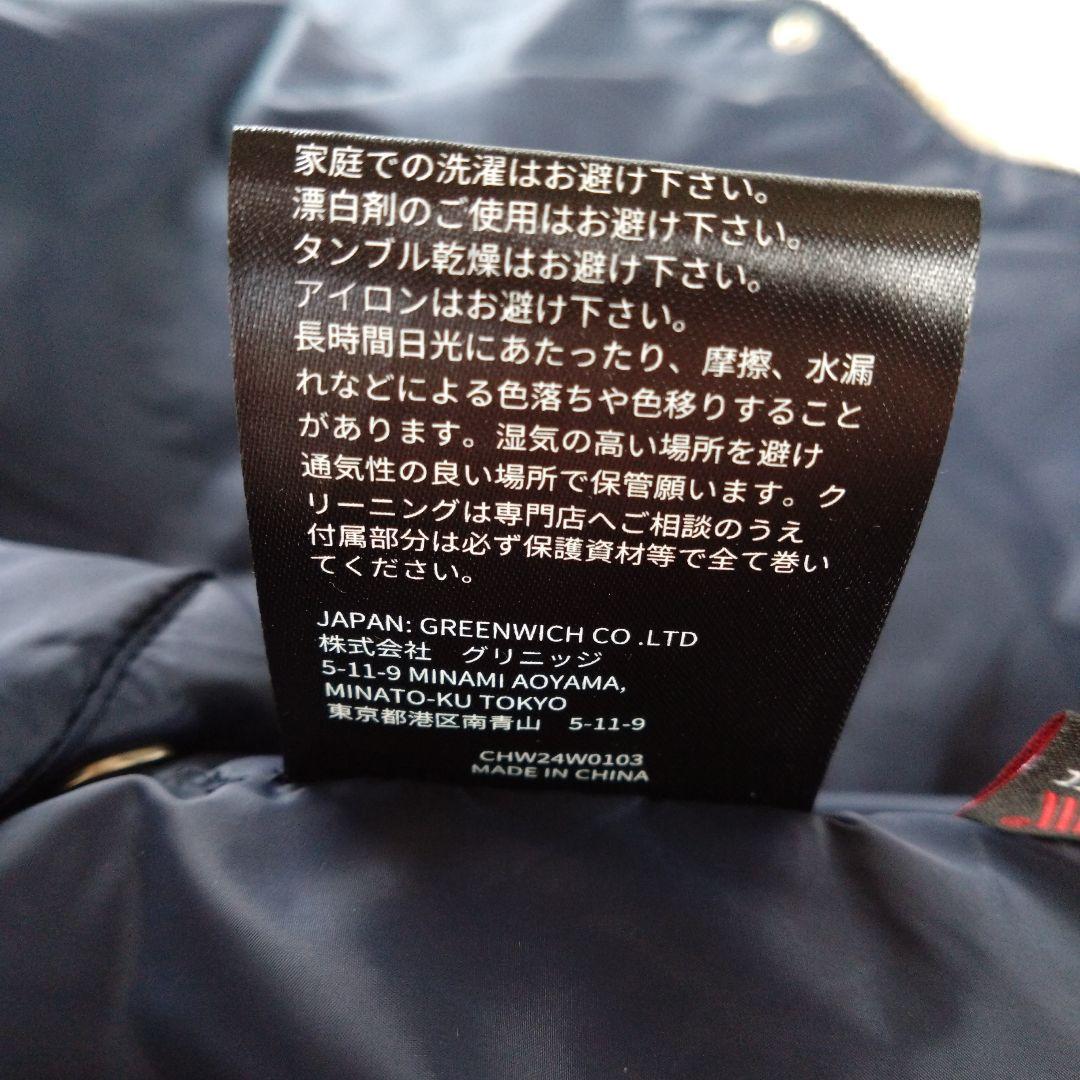 家庭での洗濯はお避け下さい。
漂白剤のご使用はお避け下さい。
タンブル乾燥はお避け下さい。
アイロンはお避け下さい。
長時間日光にあたったり、摩擦、水漏
れなどによる色落ちや色移りすること
があります。湿気の高い場所を避け
通気性の良い場所で保管願います。ク
リーニングは専門店へご相談のうえ
付属部分は必ず保護資材等で全て巻い
てください。
JAPAN: GREENWICH CO .LTD
株式会社 グリニッジ
5-11-9 MINAMI AOYAMA,
MINATO-KU TOKYO
東京都港区南青山 5-11-9
CHW24W0103
MADE IN CHINA